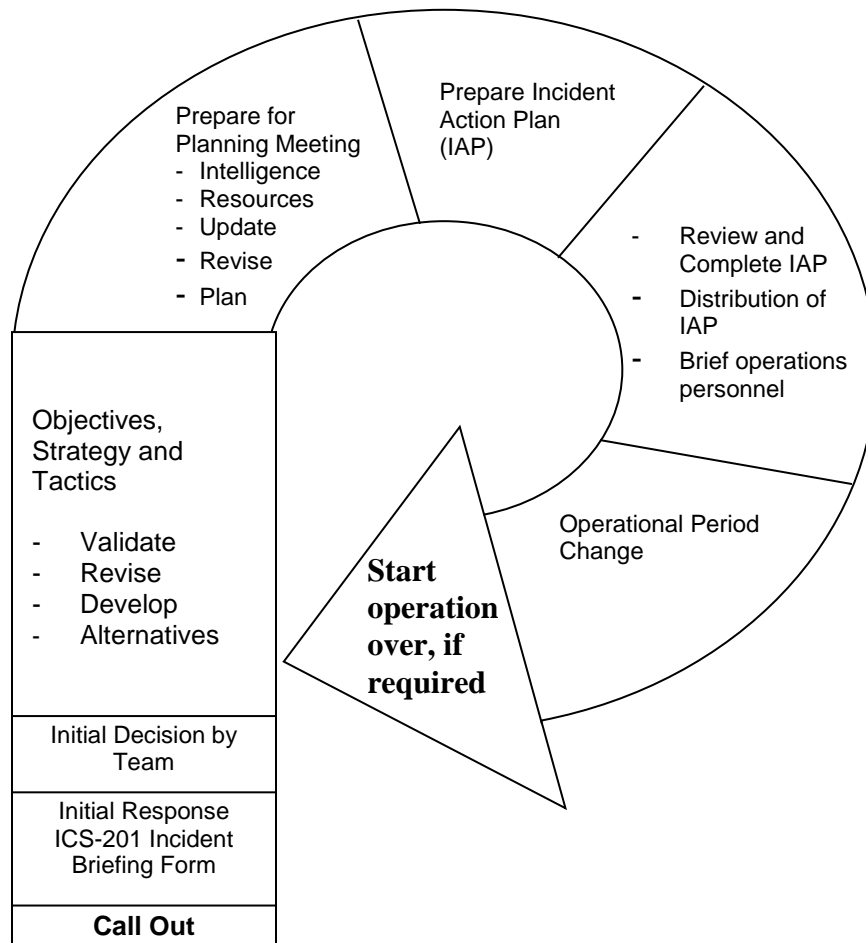 Prepare for
Planning Meeting
- Intelligence
- Resources
- Update
- Revise
- Plan
Prepare Incident
Action Plan
(IAP)
- Review and
Complete IAP
- Distribution of
IAP
- Brief operations
personnel
Operational Period
Change
Start
operation
over, if
required
Objectives,
Strategy and
Tactics
- Validate
- Revise
- Develop
- Alternatives
Initial Decision by
Team
Initial Response
ICS-201 Incident
Briefing Form
Call Out